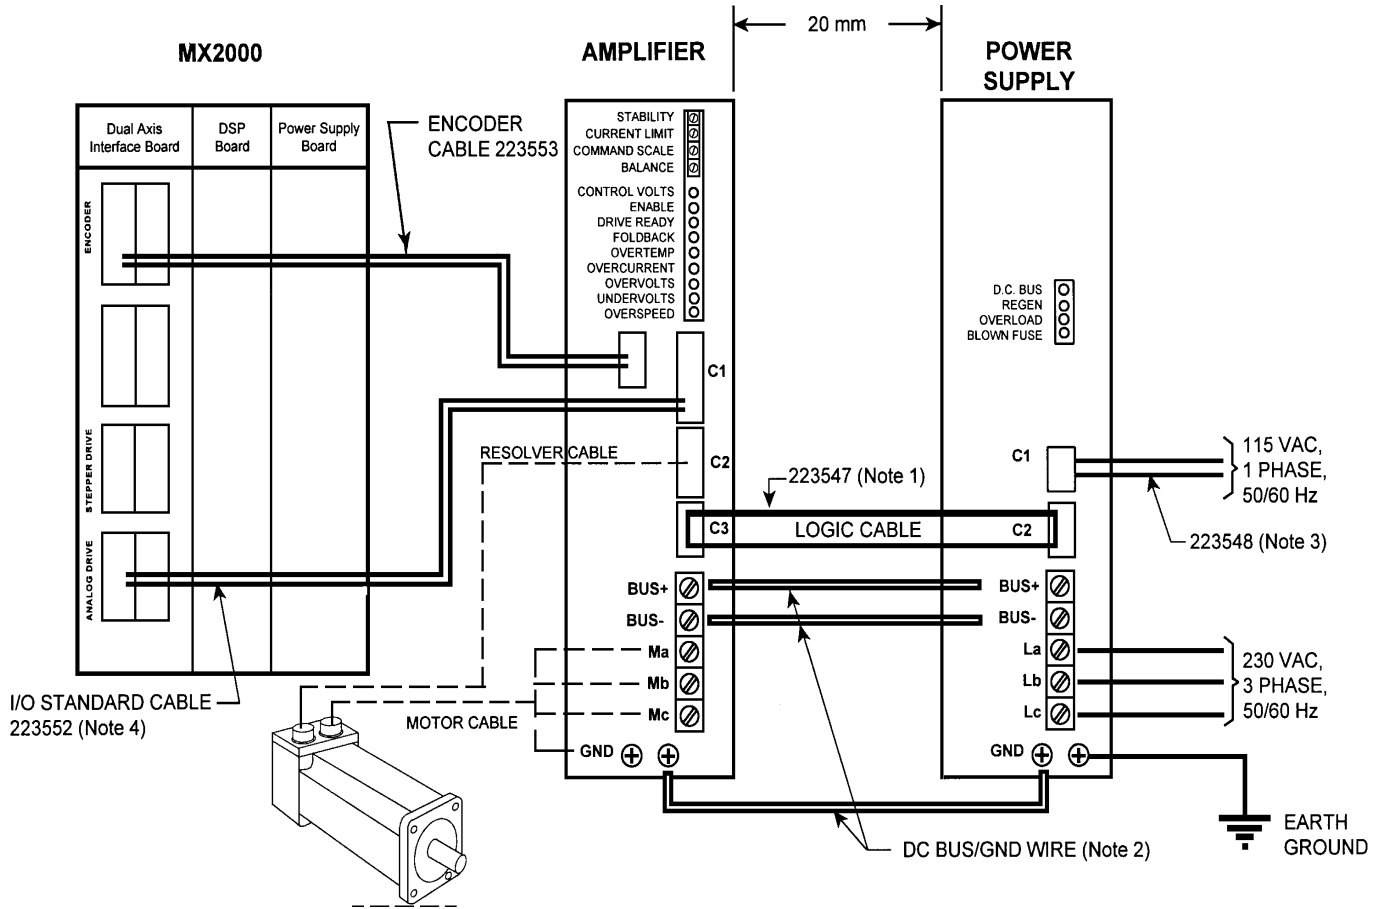 20 mm
MX2000
AMPLIFIER
POWER
SUPPLY
Dual Axis
Interface Board
DSP
Board
Power Supply
Board
ENCODER
STEPPER DRIVE
ANALOG DRIVE
ENCODER
CABLE 223553
STABILITY
CURRENT LIMIT
COMMAND SCALE
BALANCE
CONTROL VOLTS
ENABLE
DRIVE READY
FOLDBACK
OVERTEMP
OVERCURRENT
OVERVOLTS
UNDERVOLTS
OVERSPEED
C1
C2
C3
RESOLVER CABLE
223547 (Note 1)
LOGIC CABLE
D.C. BUS
REGEN
OVERLOAD
BLOWN FUSE
C1
C2
115 VAC,
1 PHASE,
50/60 Hz
223548 (Note 3)
BUS+
BUS-
Ma
Mb
Mc
GND
BUS+
BUS-
La
Lb
Lc
GND
230 VAC,
3 PHASE,
50/60 Hz
I/O STANDARD CABLE
223552 (Note 4)
MOTOR CABLE
DC BUS/GND WIRE (Note 2)
EARTH
GROUND